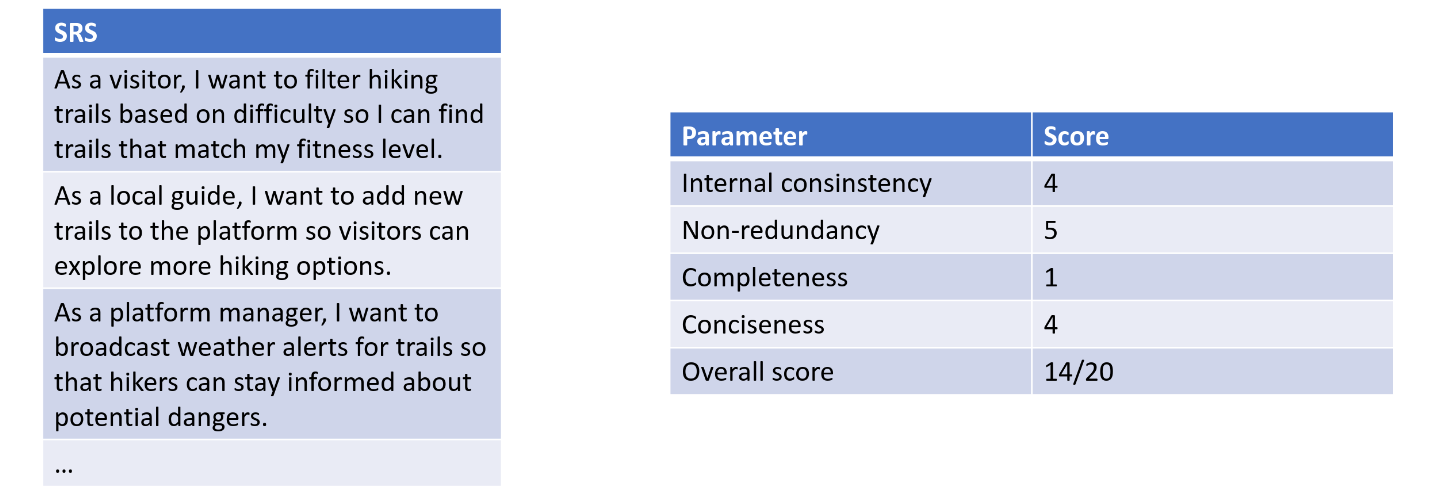 SRS
As a visitor, I want to filter hiking
trails based on difficulty so I can find
trails that match my fitness level.
As a local guide, I want to add new
trails to the platform so visitors can
explore more hiking options.
As a platform manager, I want to
broadcast weather alerts for trails so
that hikers can stay informed about
potential dangers.
...
Parameter Score
Internal consinstency 4
Non-redundancy 5
Completeness 1
Conciseness 4
Overall score 14/20